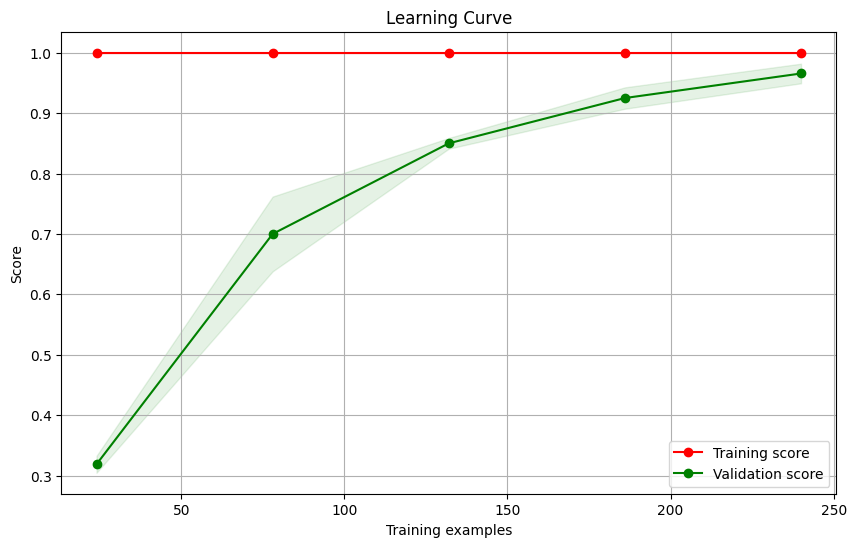 Learning Curve
1.0
0.9
0.8
0.7
0.6
0.5
0.4
0.3
Score
50
100
150
200
250
Training examples
Training score
Validation score